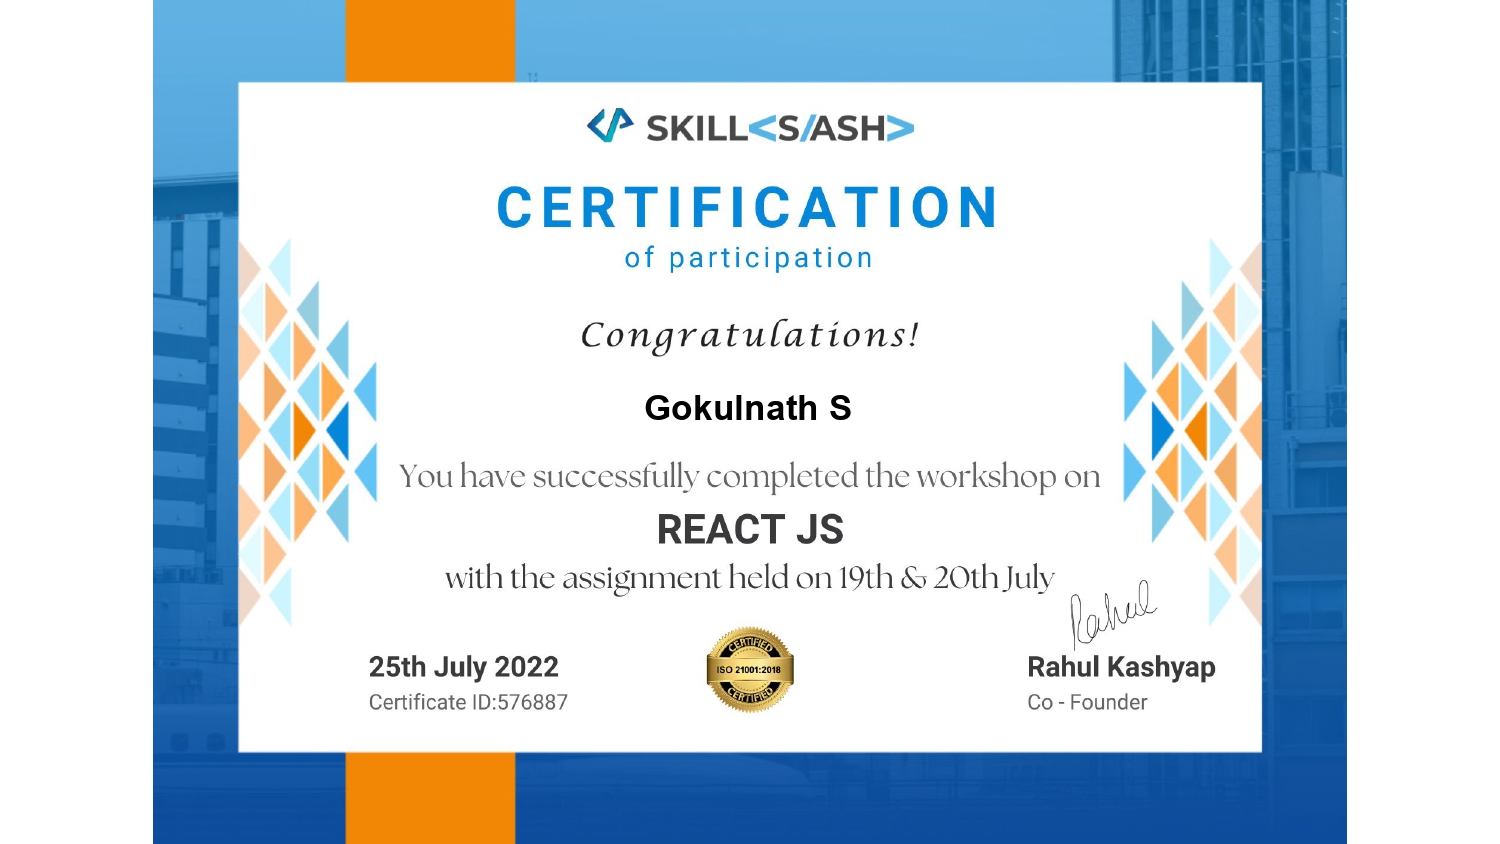 SKILL<S/ASH>
CERTIFICATION
of participation
Congratulations!
Gokulnath S
You have successfully completed the workshop on
REACT JS
with the assignment held on 19th & 20th July
Rahul
25th July 2022
Certificate ID:576887
CERTIFIED
ISO 21001:2018
CERTIFIED
Rahul Kashyap
Co - Founder